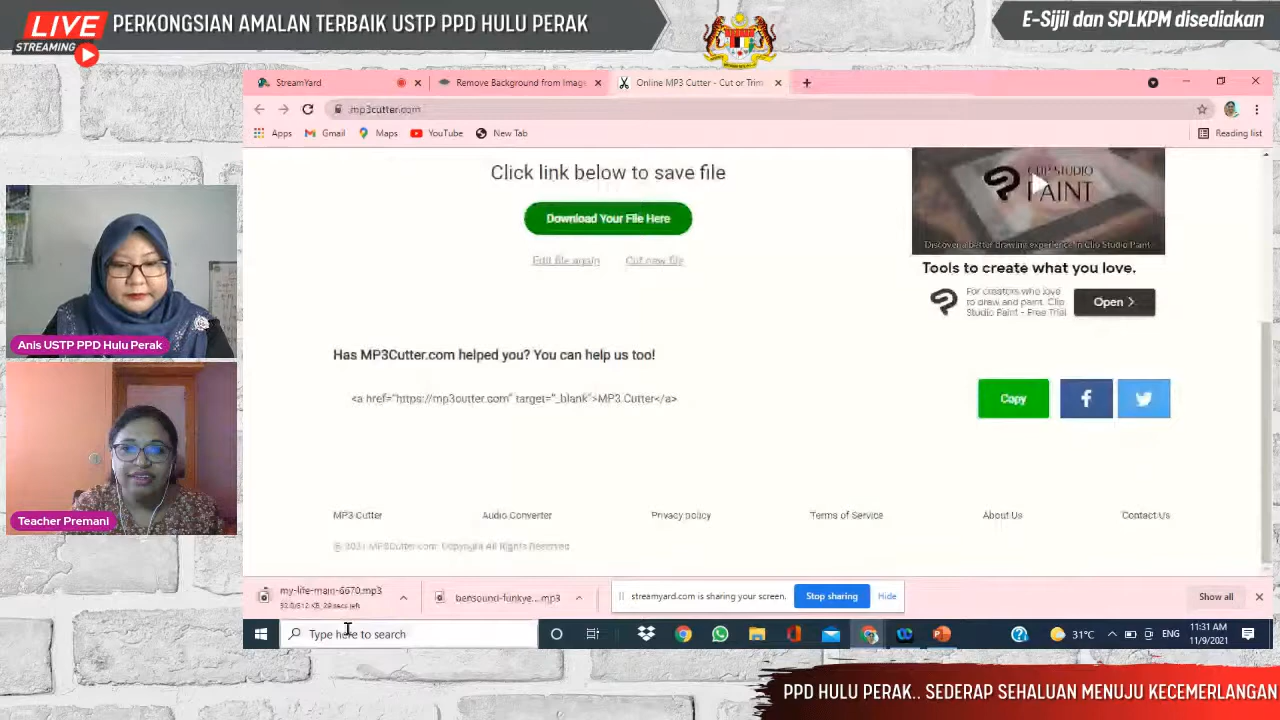 LIVE
STREAMING
PERKONGSIAN AMALAN TERBAIK USTP PPD HULU PERAK
E-Sijil dan SPLKPM disediakan
StreamYard
Remove Background from Image
Online MP3 Cutter - Cut or Trim
mp3cutter.com
Apps
Gmail
Maps
YouTube
New Tab
Reading list
Click link below to save file
Download Your File Here
Edit file again
Cut new file
CLIP STUDIO
PAINT
Discover a better drawing experience in Clip Studio Paint.
Tools to create what you love.
For creators who love
to draw and paint. Clip
Studio Paint - Free Trial
Open
Has MP3Cutter.com helped you? You can help us too!
<a href="https://mp3cutter.com" target="_blank">MP3 Cutter</a>
Copy
Anis USTP PPD Hulu Perak
Teacher Premani
MP3 Cutter
Audio Converter
Privacy policy
Terms of Service
About Us
Contact Us
© 2021 MP3Cutter.com Copyright All Rights Reserved
my-life-main-6670.mp3
bensound-funkye....mp3
streamyard.com is sharing your screen.
Stop sharing
Hide
Show all
Type here to search
31°C
ENG
11:31 AM
11/9/2021
PPD HULU PERAK.. SEDERAP SEHALUAN MENUJU KECEMERLANGAN